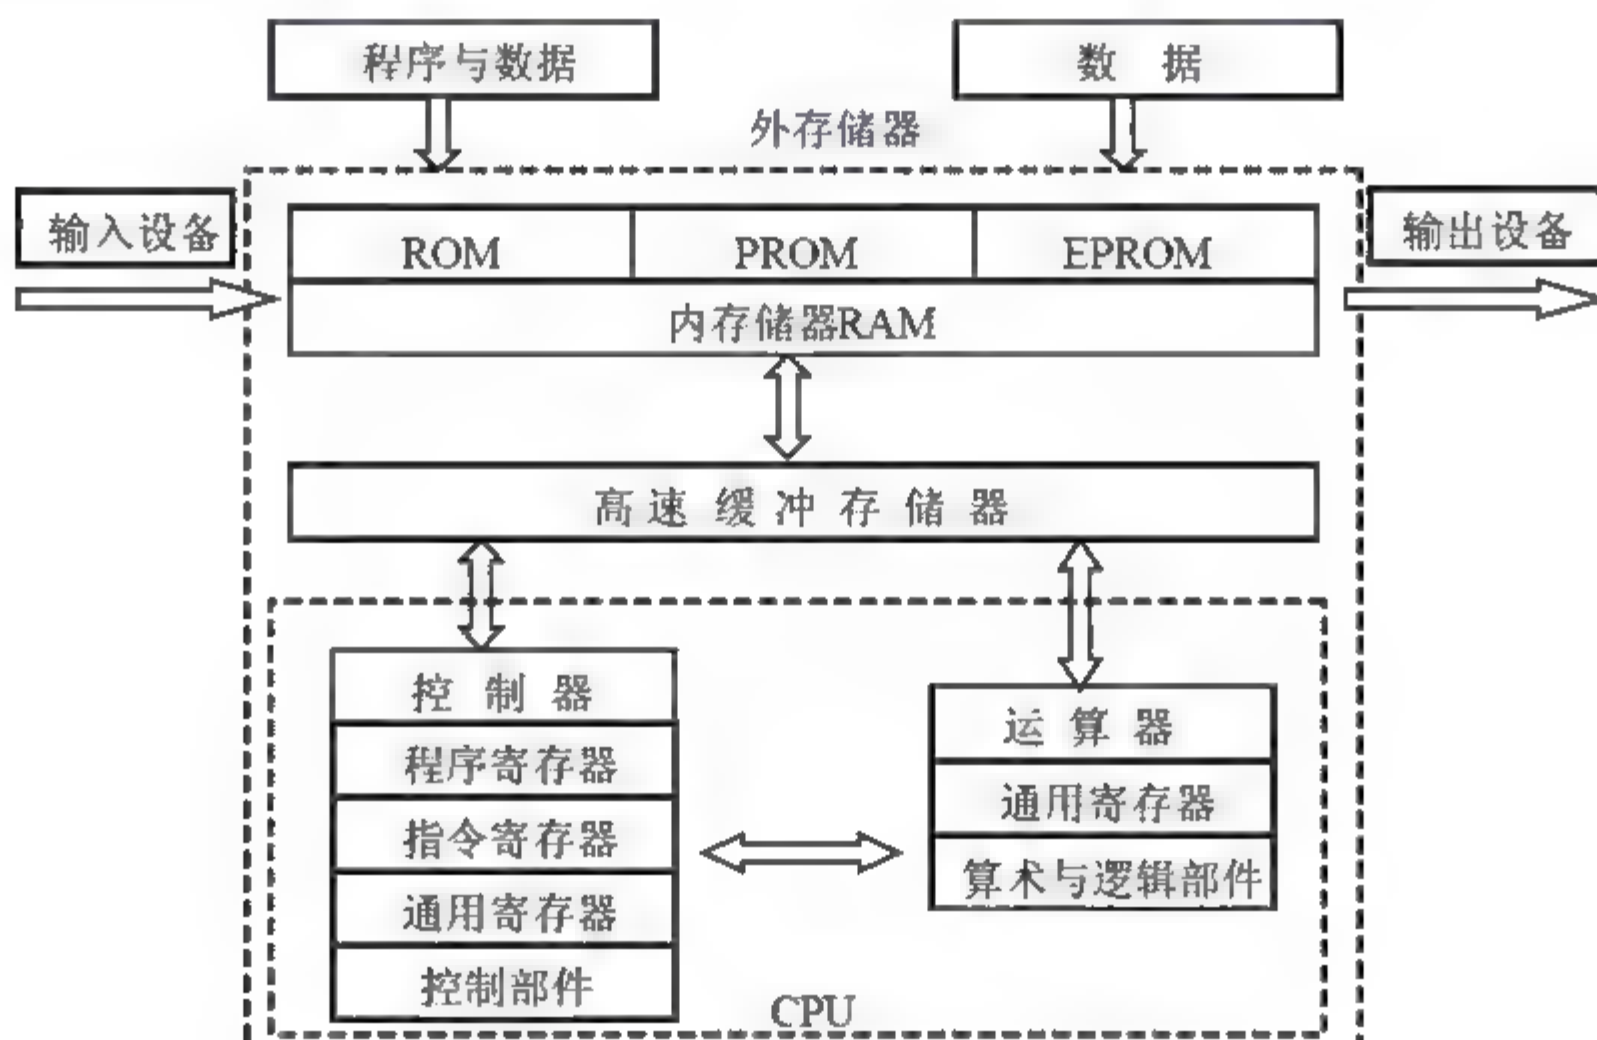 程序与数据
数 据
外存储器
输入设备
输出设备
ROM
PROM
EPROM
内存储器RAM
高速缓冲存储器
控制器
程序寄存器
指令寄存器
通用寄存器
控制部件
运算器
通用寄存器
算术与逻辑部件
CPU